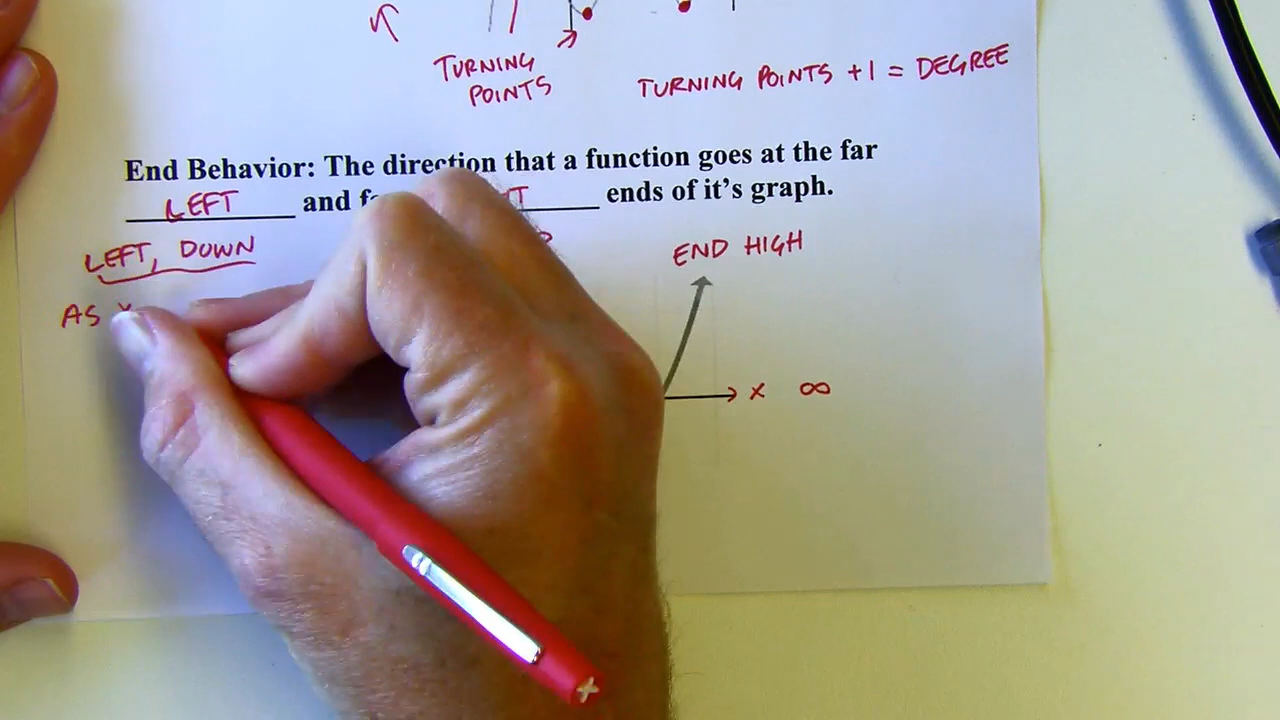 TURNING
POINTS
TURNING POINTS +1 = DEGREE
End Behavior: The direction that a function goes at the far
LEFT and ends of it's graph.
LEFT, DOWN
END HIGH
AS X
X ∞